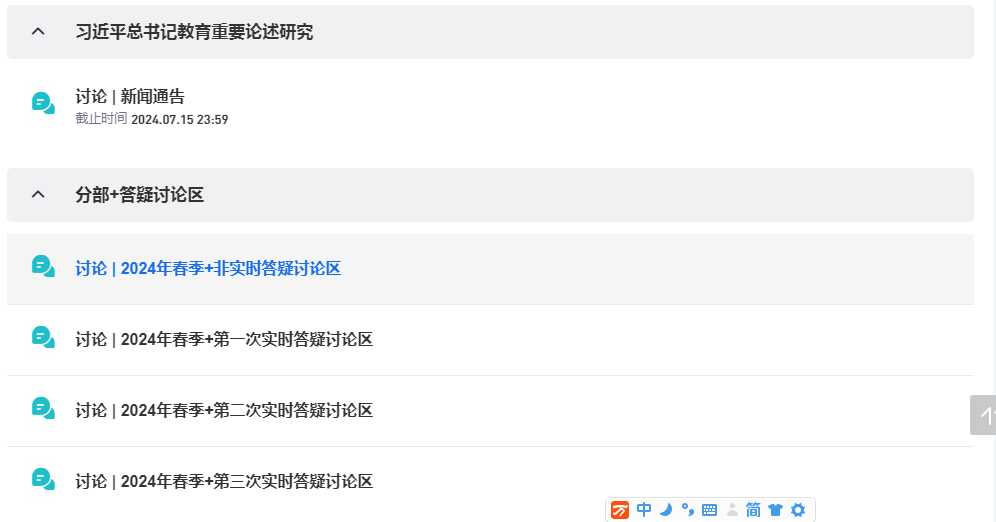 习近平总书记教育重要论述研究
讨论 | 新闻通告
截止时间 2024.07.15 23:59
分部+答疑讨论区
讨论 | 2024年春季+非实时答疑讨论区
讨论 | 2024年春季+第一次实时答疑讨论区
讨论 | 2024年春季+第二次实时答疑讨论区
讨论 | 2024年春季+第三次实时答疑讨论区
中 简